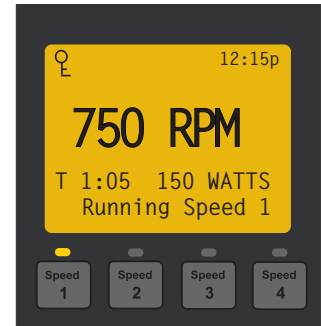 12:15p
750 RPM
T 1:05 150 WATTS
Running Speed 1
Speed Speed Speed Speed
1 2 3 4